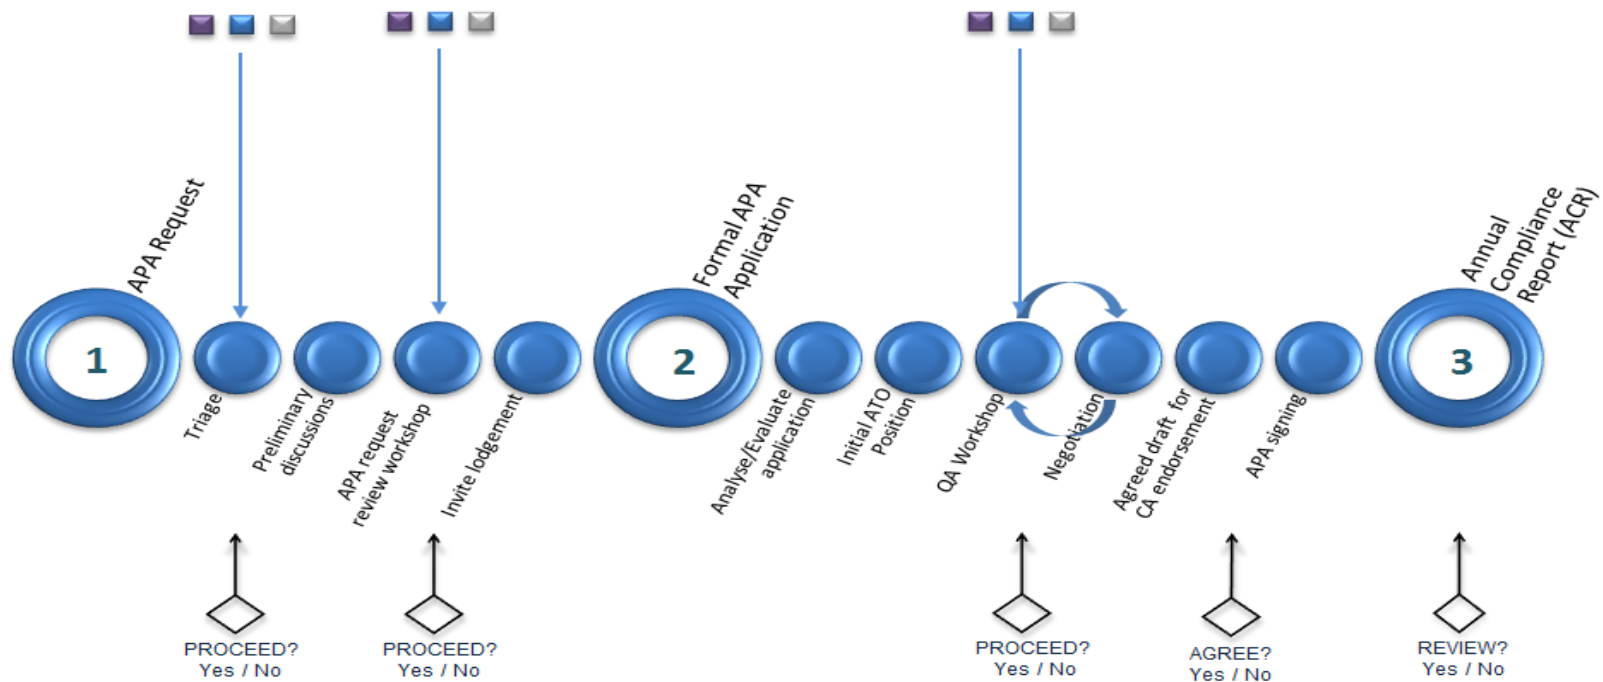 APA Request
Formal APA
Application
Annual
Compliance
Report (ACR)
1
2
3
Triage
Preliminary
discussions
APA request
review workshop
Invite lodgement
Analyse/Evaluate
application
Initial ATO
Position
QA Workshop
Negotiation
Agreed draft for
CA endorsement
APA signing
PROCEED?
Yes / No
PROCEED?
Yes / No
PROCEED?
Yes / No
AGREE?
Yes / No
REVIEW?
Yes / No